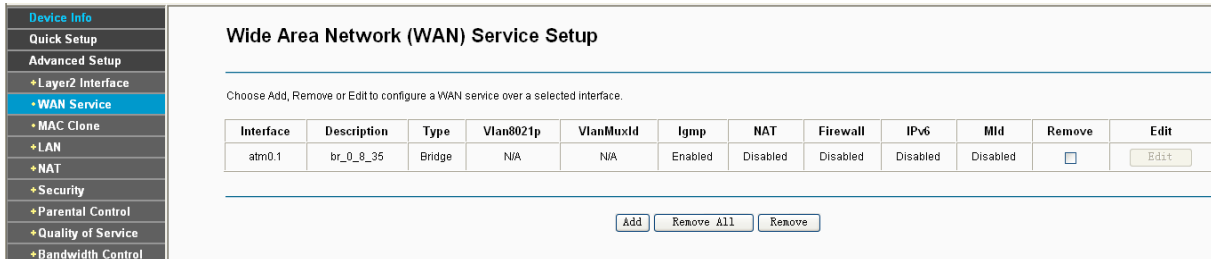 Device Info
Quick Setup
Advanced Setup
+Layer2 Interface
•WAN Service
•MAC Clone
+LAN
+NAT
+Security
+Parental Control
+Quality of Service
+Bandwidth Control
Wide Area Network (WAN) Service Setup
Choose Add, Remove or Edit to configure a WAN service over a selected interface.
Interface Description Type Vlan8021p VlanMuxId Igmp NAT Firewall IPv6 Mld Remove Edit
atm0.1 br_0_8_35 Bridge N/A N/A Enabled Disabled Disabled Disabled Disabled Edit
Add Remove All Remove